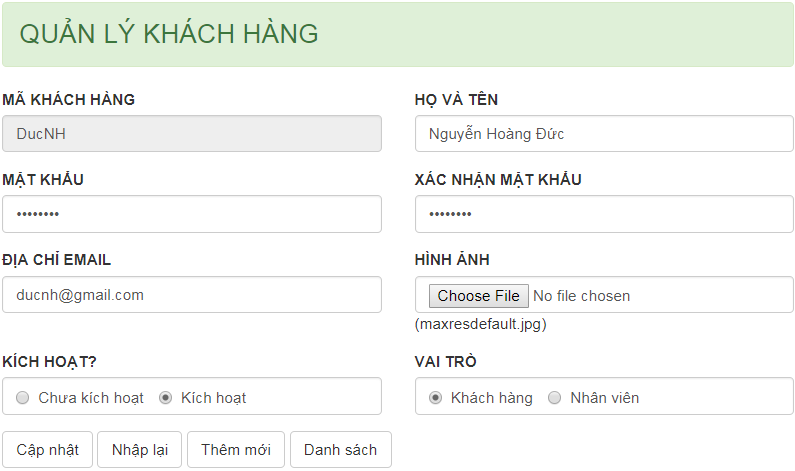 QUẢN LÝ KHÁCH HÀNG
MÃ KHÁCH HÀNG HỌ VÀ TÊN
DucNH Nguyễn Hoàng Đức
MẬT KHẨU XÁC NHẬN MẬT KHẨU
•••••••• ••••••••
ĐỊA CHỈ EMAIL HÌNH ẢNH
ducnh@gmail.com Choose File No file chosen
(maxresdefault.jpg)
KÍCH HOẠT? VAI TRÒ
Chưa kích hoạt Kích hoạt Khách hàng Nhân viên
Cập nhật Nhập lại Thêm mới Danh sách